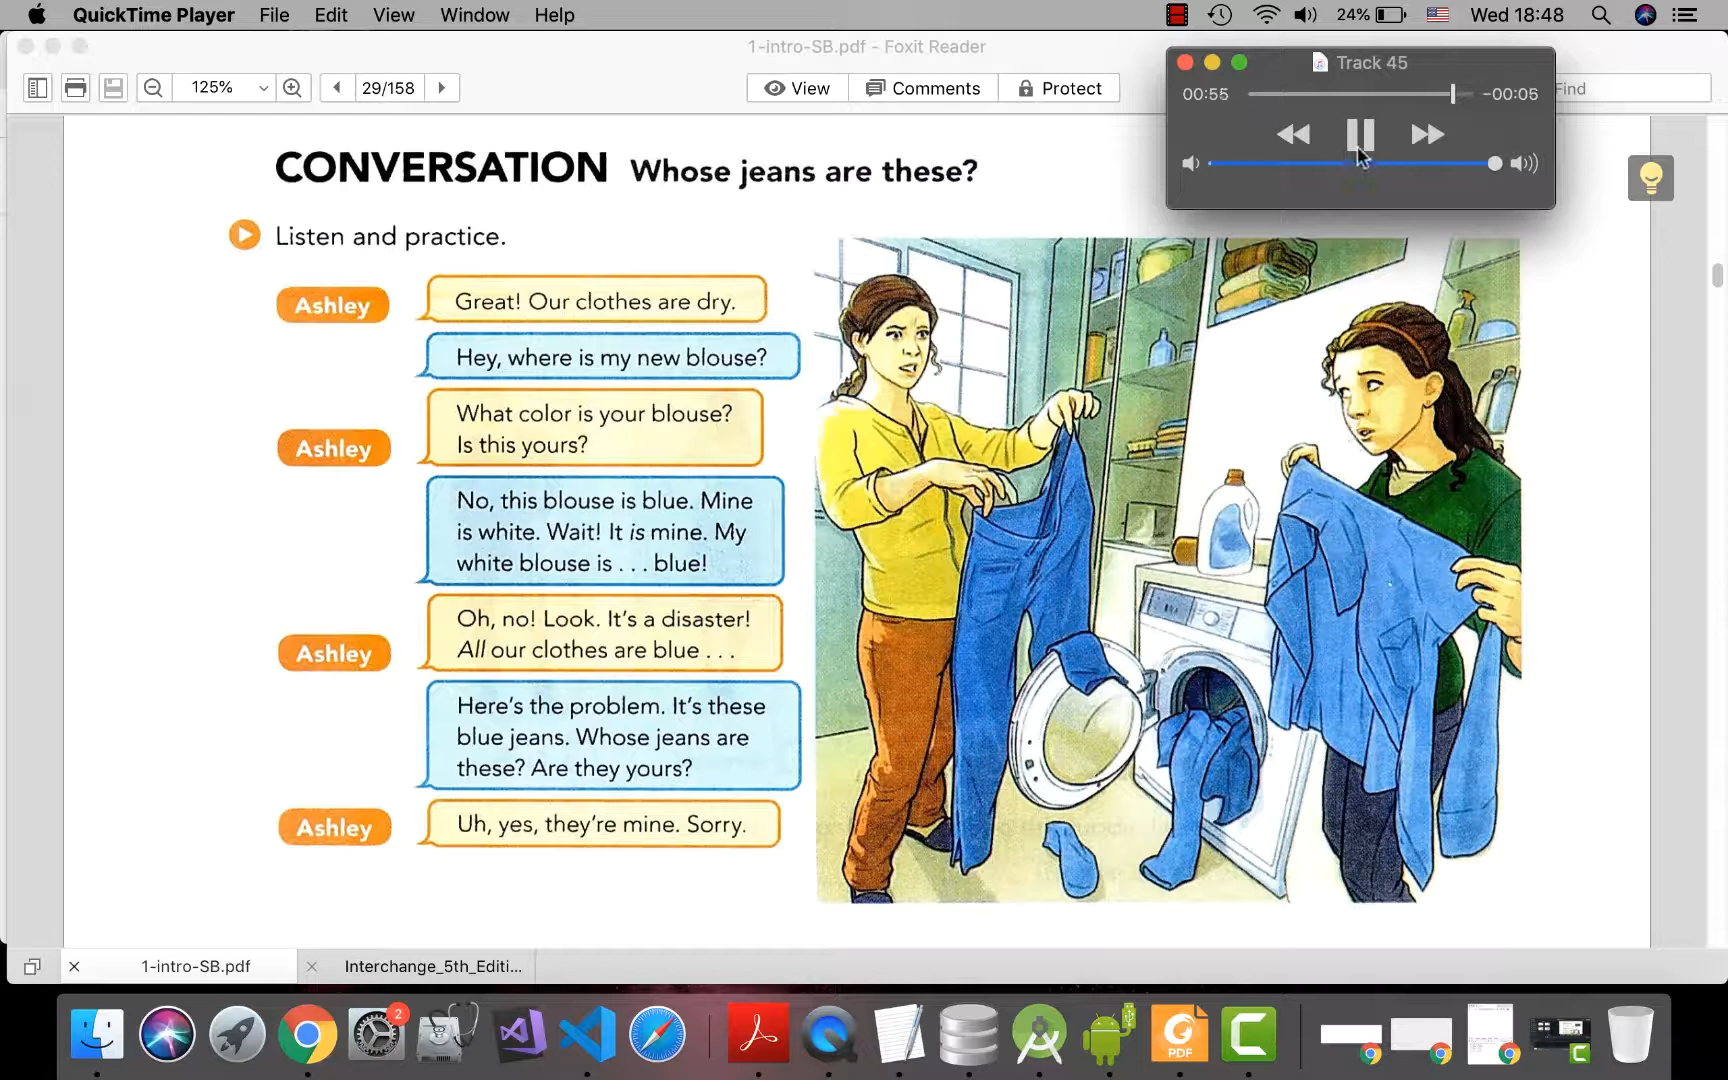 QuickTime Player File Edit View Window Help 24% Wed 18:48
1-intro-SB.pdf - Foxit Reader
Track 45
125% 29/158 View Comments Protect Find
00:55 -00:05
CONVERSATION Whose jeans are these?
Listen and practice.
Ashley Great! Our clothes are dry.
Hey, where is my new blouse?
Ashley What color is your blouse?
Is this yours?
No, this blouse is blue. Mine
is white. Wait! It is mine. My
white blouse is . . . blue!
Ashley Oh, no! Look. It's a disaster!
All our clothes are blue . . .
Here's the problem. It's these
blue jeans. Whose jeans are
these? Are they yours?
Ashley Uh, yes, they're mine. Sorry.
1-intro-SB.pdf Interchange_5th_Editi...
2
PDF